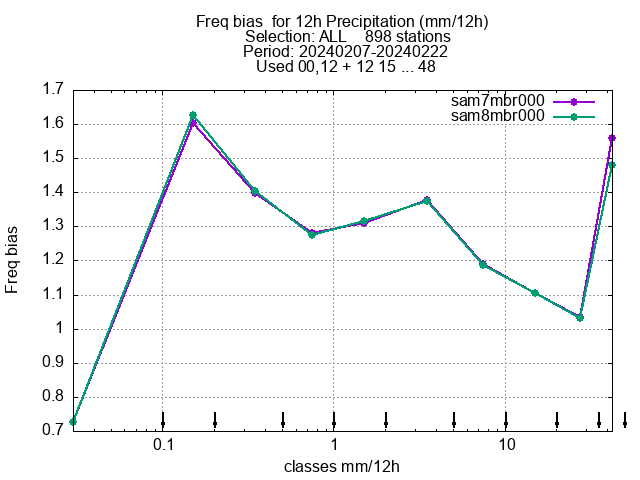 Freq bias  for 12h Precipitation (mm/12h)
Selection: ALL    898 stations
Period: 20240207-20240222
Used 00,12 + 12 15 ... 48
sam7mbr000
sam8mbr000
1.7
1.6
1.5
1.4
1.3
1.2
1.1
1
0.9
0.8
0.7
Freq bias
0.1 1 10
classes mm/12h